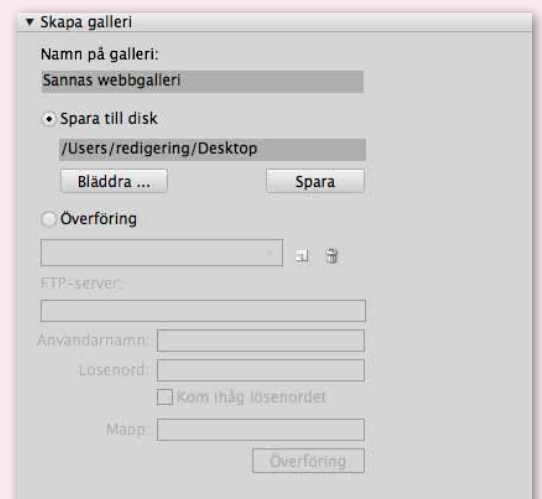 Skapa galleri
Namn på galleri:
Sannas webbgalleri
Spara till disk
/Users/redigering/Desktop
Bläddra ... Spara
Överföring
FTP-server:
Användarnamn:
Lösenord:
Kom ihåg lösenordet
Mapp:
Överföring